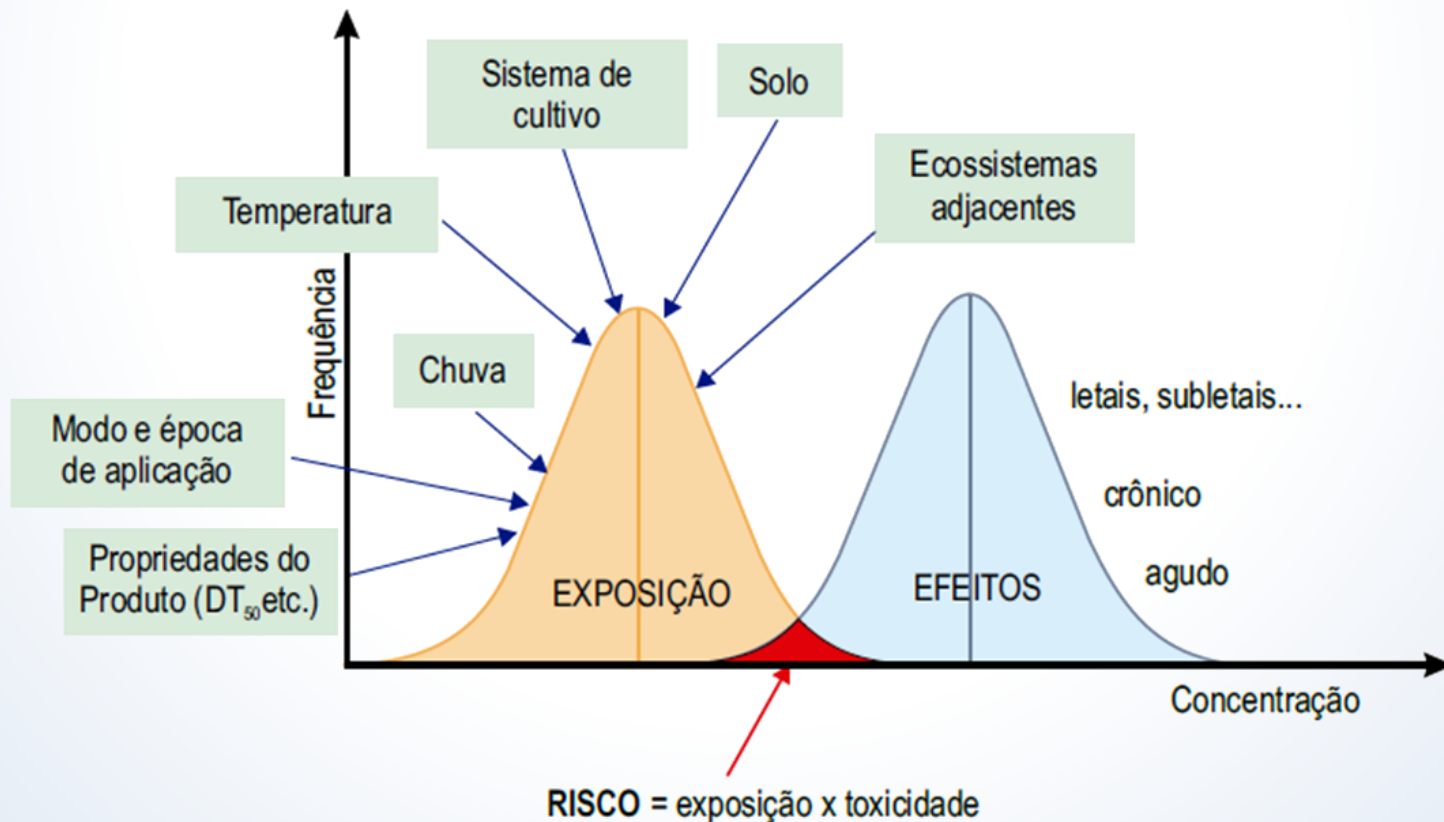 Sistema de
cultivo
Solo
Ecossistemas
adjacentes
Temperatura
Frequência
Chuva
letais, subletais...
Modo e época
de aplicação
crônico
Propriedades do
Produto (DT₅₀etc.)
agudo
EXPOSIÇÃO
EFEITOS
Concentração
RISCO = exposição x toxicidade